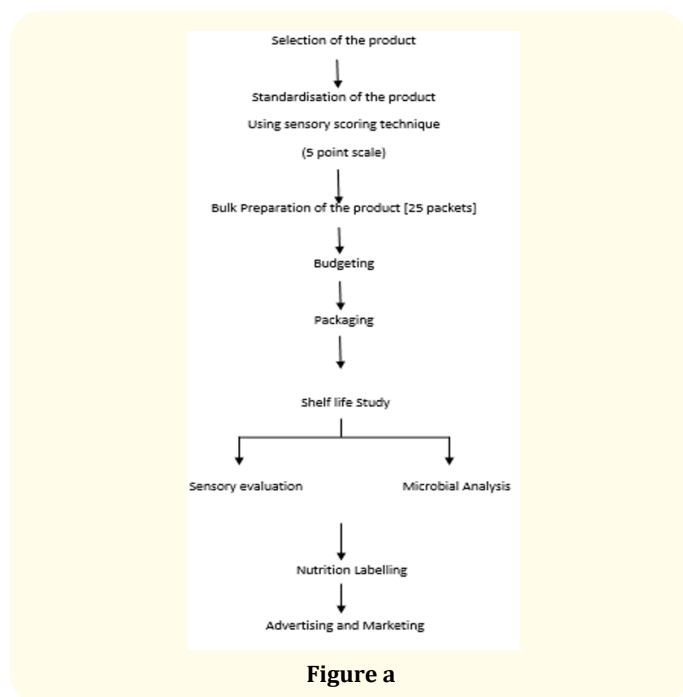 Selection of the product
Standardisation of the product
Using sensory scoring technique
(5 point scale)
Bulk Preparation of the product [25 packets]
Budgeting
Packaging
Shelf life Study
Sensory evaluation
Microbial Analysis
Nutrition Labelling
Advertising and Marketing
Figure a